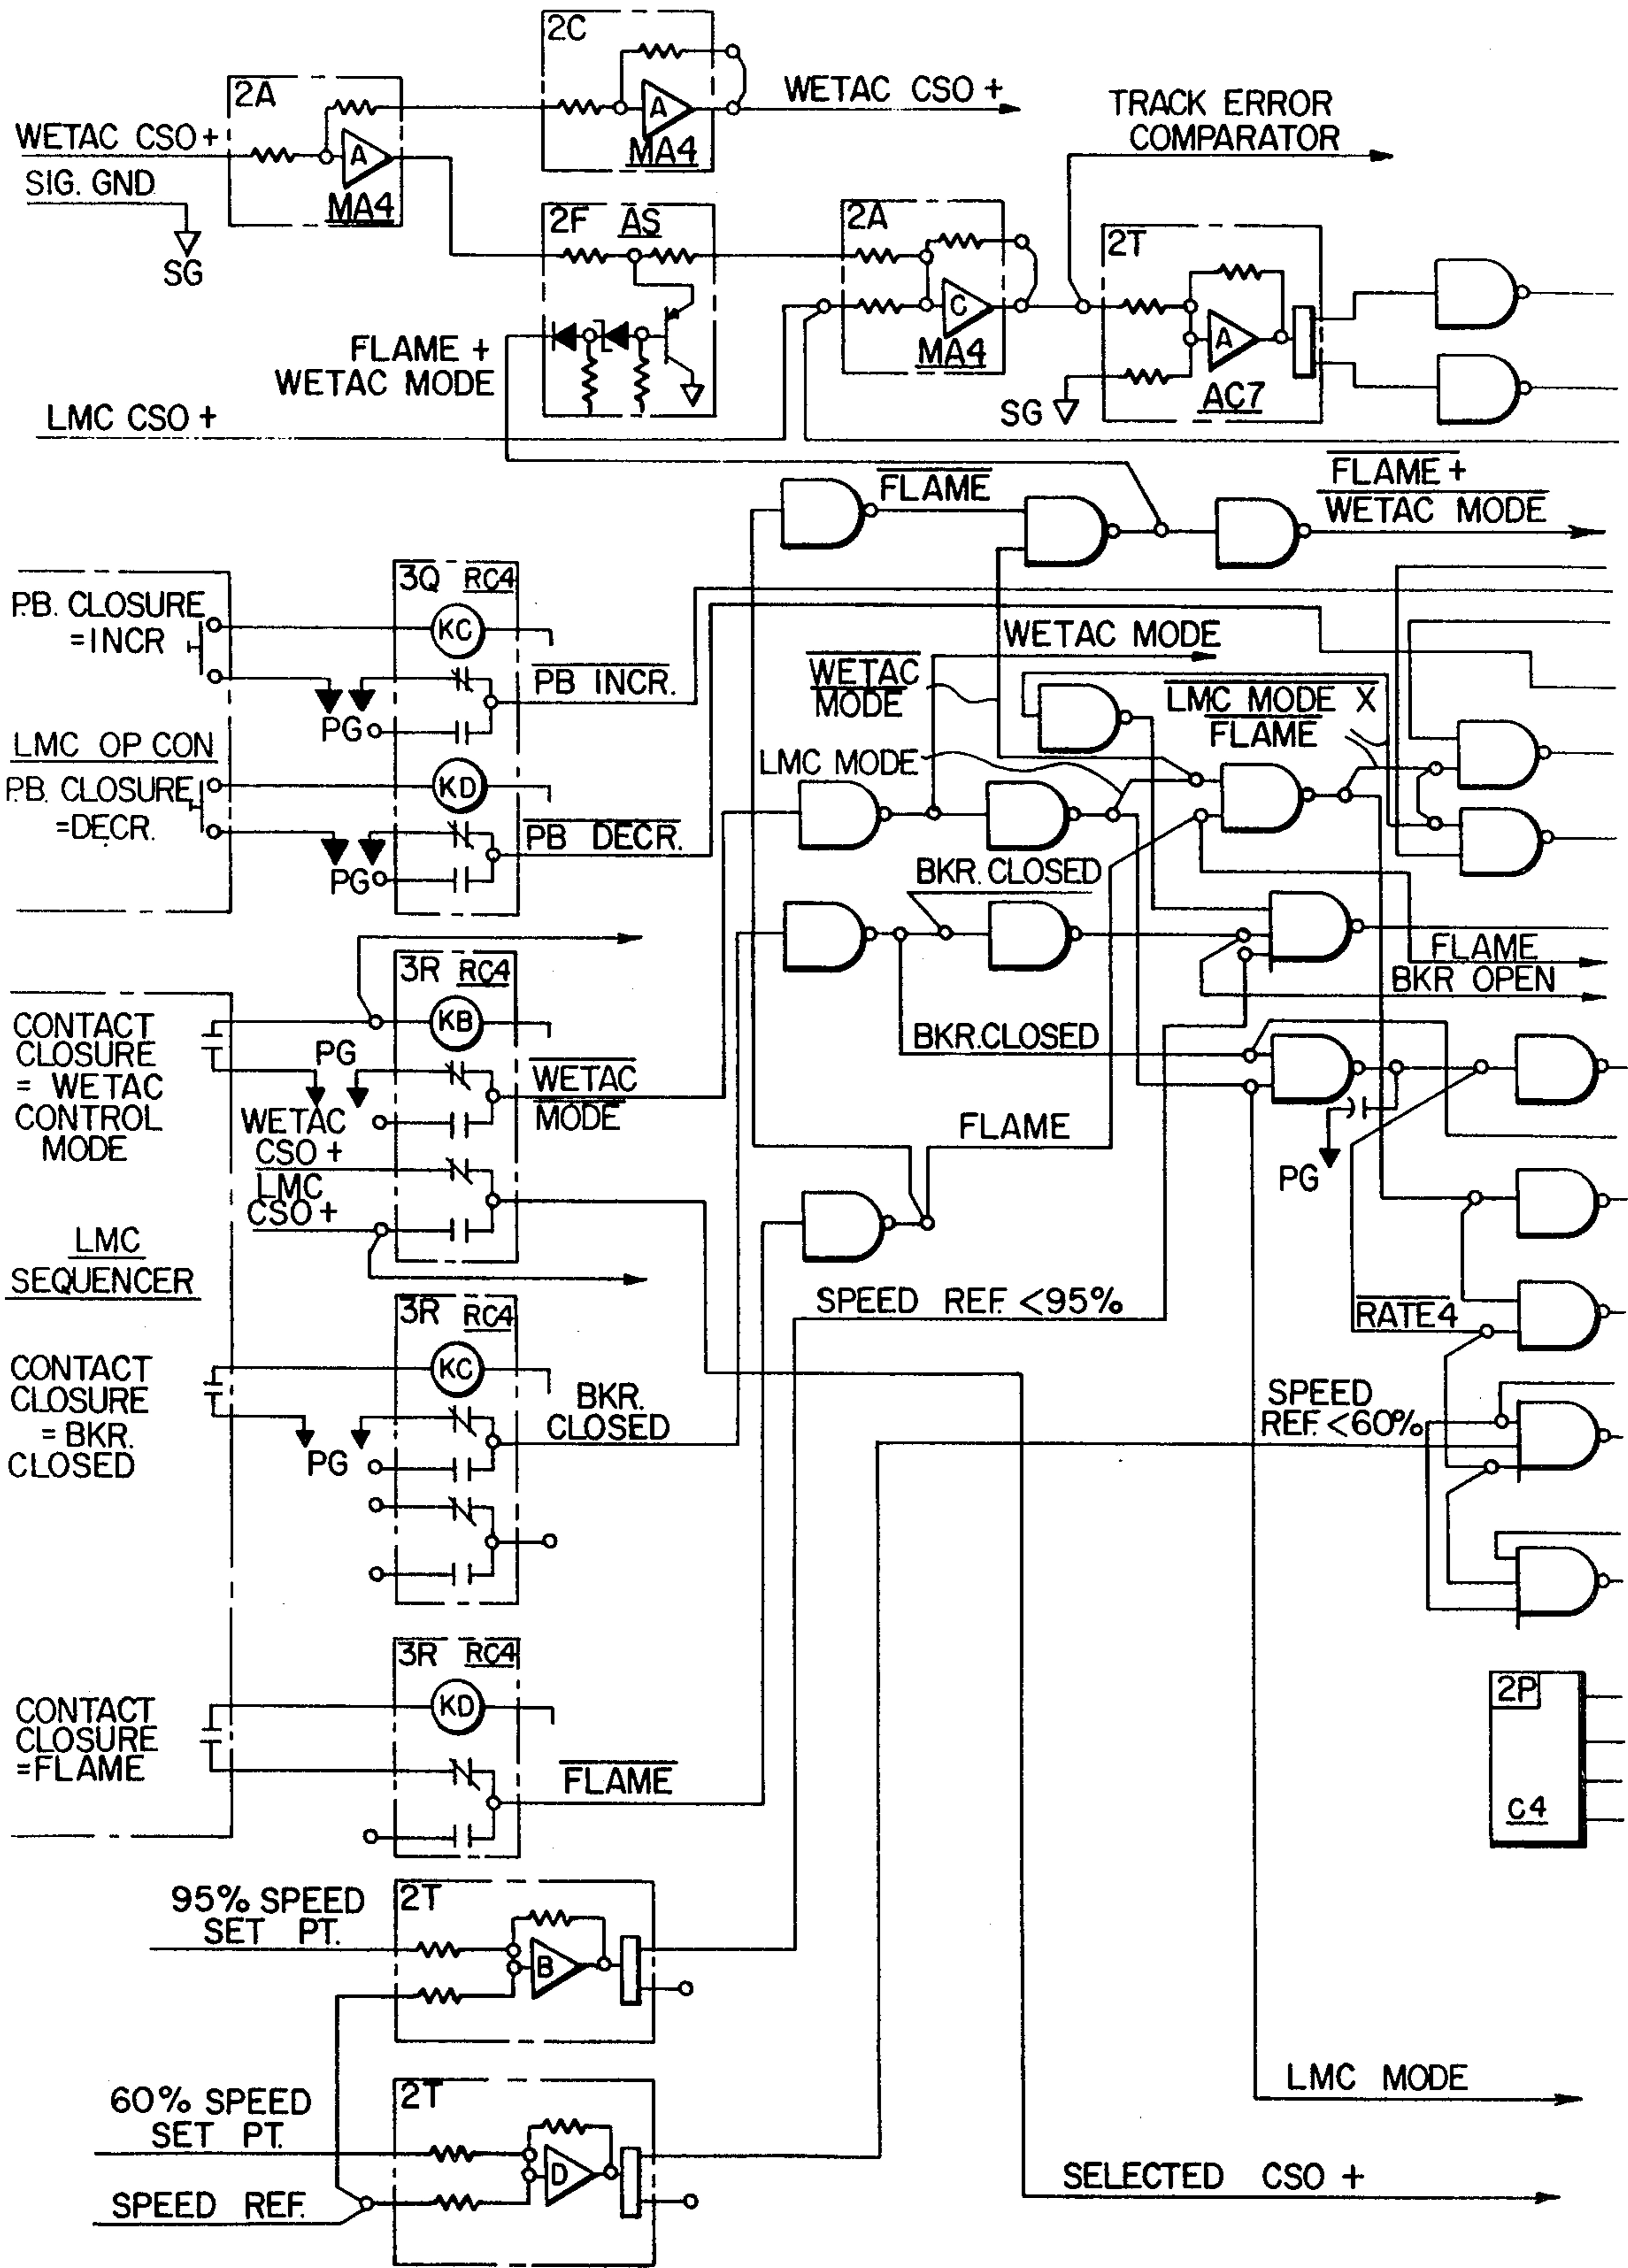 2C
A
MA4
WETAC CSO +
2A
WETAC CSO +
A
MA4
SIG. GND
SG
TRACK ERROR
COMPARATOR
2F AS
2A
C
MA4
2T
A
AC7
SG
FLAME +
WETAC MODE
LMC CSO +
FLAME
FLAME +
WETAC MODE
P.B. CLOSURE
=INCR
3Q RC4
KC
PB INCR.
PG
LMC OP CON
P.B. CLOSURE
=DECR.
KD
PB DECR.
PG
WETAC MODE
WETAC
MODE
LMC MODE X
FLAME
LMC MODE
BKR. CLOSED
FLAME
BKR OPEN
BKR. CLOSED
CONTACT
CLOSURE
= WETAC
CONTROL
MODE
3R RC4
KB
PG
WETAC
MODE
WETAC
CSO +
LMC
CSO +
FLAME
PG
LMC
SEQUENCER
SPEED REF. <95%
RATE4
3R RC4
KC
CONTACT
CLOSURE
= BKR.
CLOSED
BKR.
CLOSED
PG
SPEED
REF. <60%
3R RC4
KD
CONTACT
CLOSURE
=FLAME
FLAME
2P
C4
95% SPEED
SET PT.
2T
B
60% SPEED
SET PT.
2T
D
SPEED REF.
LMC MODE
SELECTED CSO +